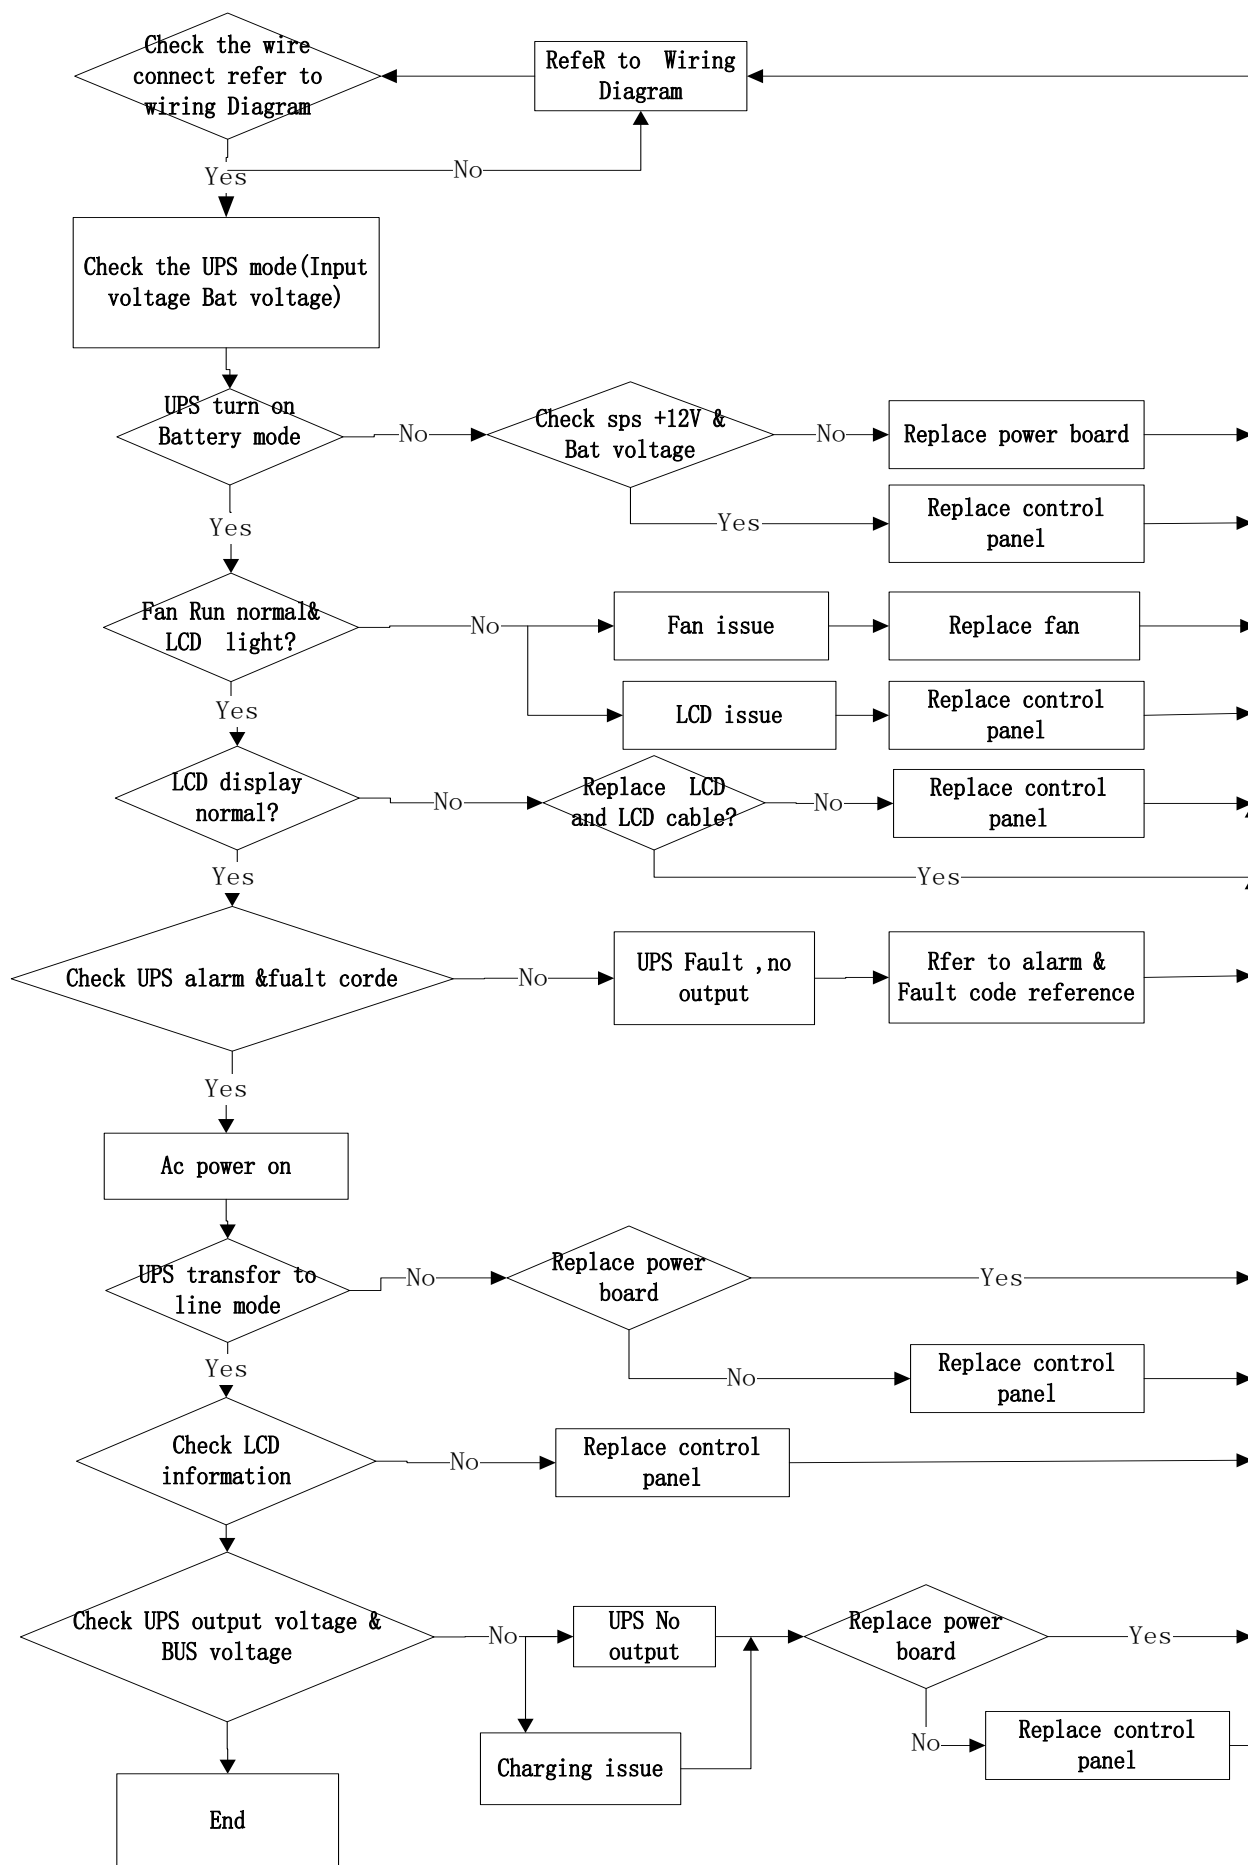 Check the wire
connect refer to
wiring Diagram
RefeR to  Wiring
Diagram
Yes
No
Check the UPS mode(Input
voltage Bat voltage)
UPS turn on
Battery mode
No
Check sps +12V &
Bat voltage
No
Replace power board
Yes
Yes
Replace control
panel
Fan Run normal&
LCD  light?
No
Fan issue
Replace fan
Yes
LCD issue
Replace control
panel
LCD display
normal?
No
Replace  LCD
and LCD cable?
No
Replace control
panel
Yes
Yes
Check UPS alarm &fualt corde
No
UPS Fault ,no
output
Rfer to alarm &
Fault code reference
Yes
Ac power on
UPS transfor to
line mode
No
Replace power
board
Yes
Yes
No
Replace control
panel
Check LCD
information
No
Replace control
panel
Check UPS output voltage &
BUS voltage
No
UPS No
output
Replace power
board
Yes
No
Replace control
panel
Charging issue
End